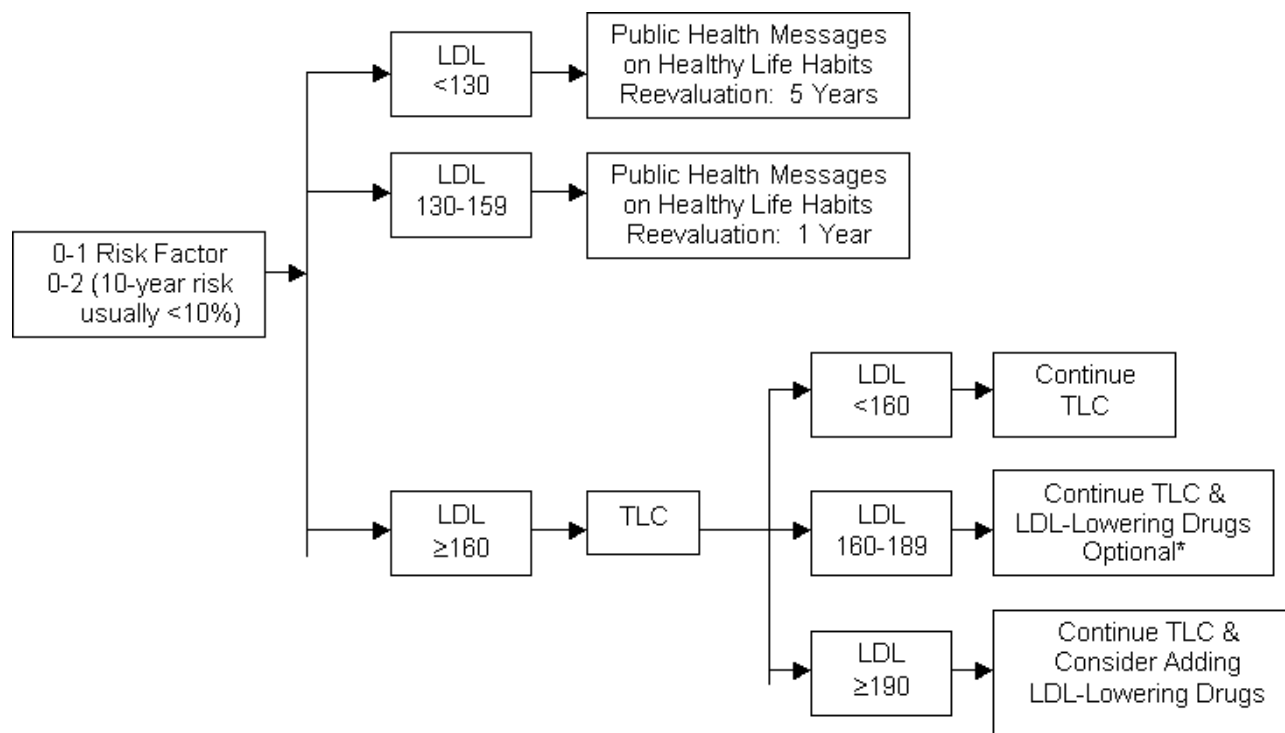 LDL
<130
Public Health Messages
on Healthy Life Habits
Reevaluation: 5 Years
LDL
130-159
Public Health Messages
on Healthy Life Habits
Reevaluation: 1 Year
0-1 Risk Factor
0-2 (10-year risk
usually <10%)
LDL
<160
Continue
TLC
LDL
≥160
TLC
LDL
160-189
Continue TLC &
LDL-Lowering Drugs
Optional*
LDL
≥190
Continue TLC &
Consider Adding
LDL-Lowering Drugs